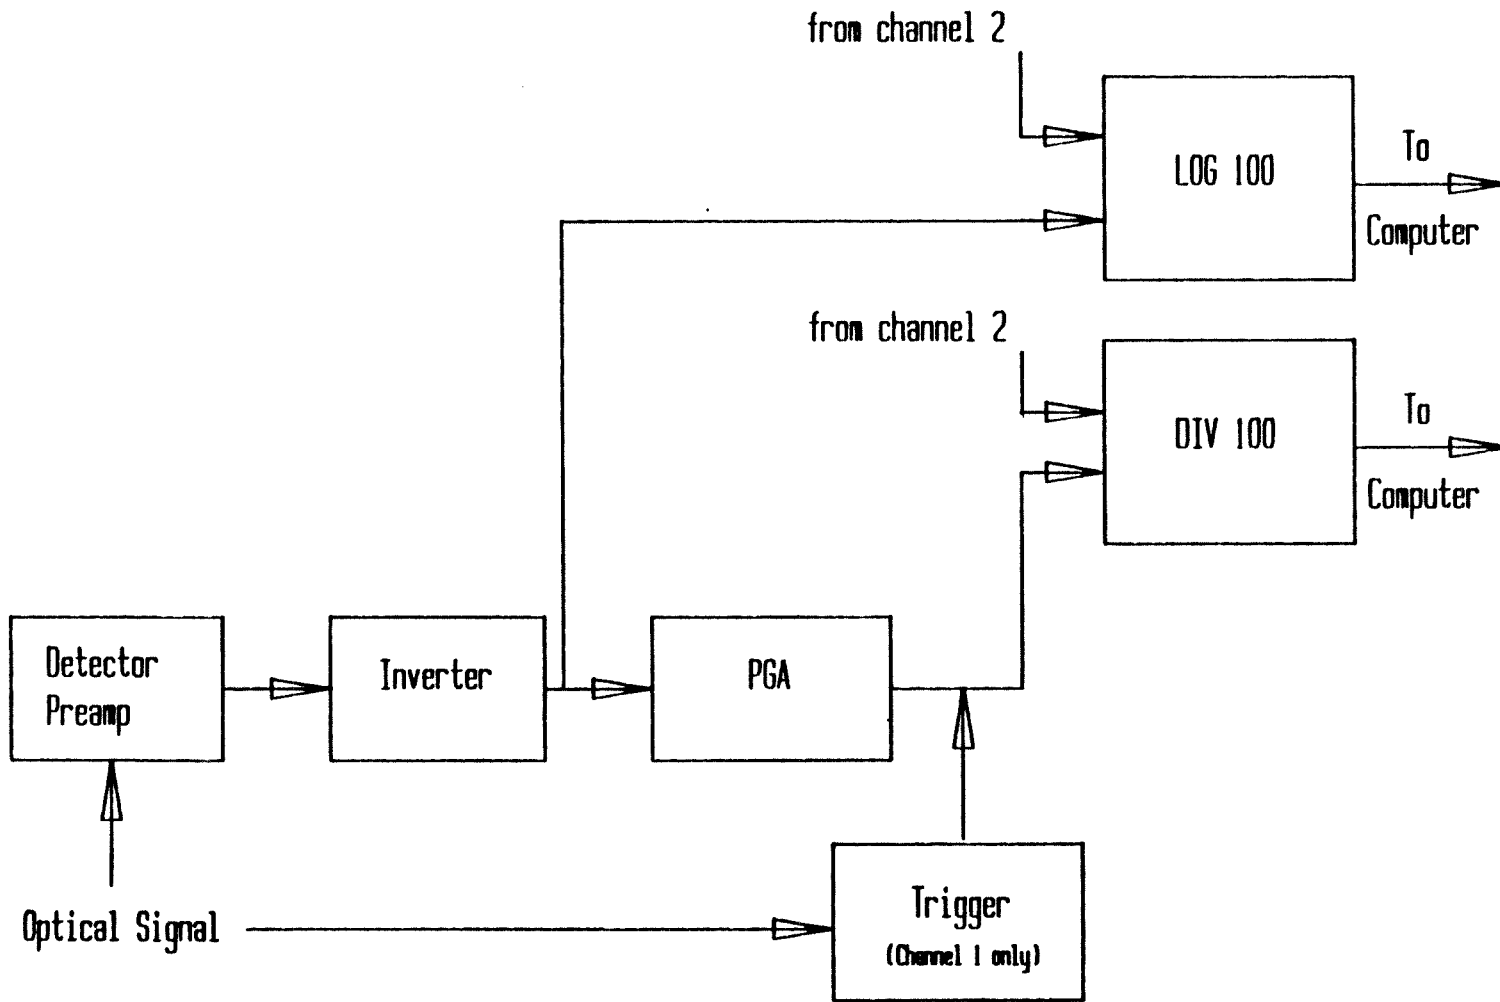 from channel 2
LOG 100
To
Computer
from channel 2
DIV 100
To
Computer
Detector
Preamp
Inverter
PGA
Optical Signal
Trigger
(Channel 1 only)